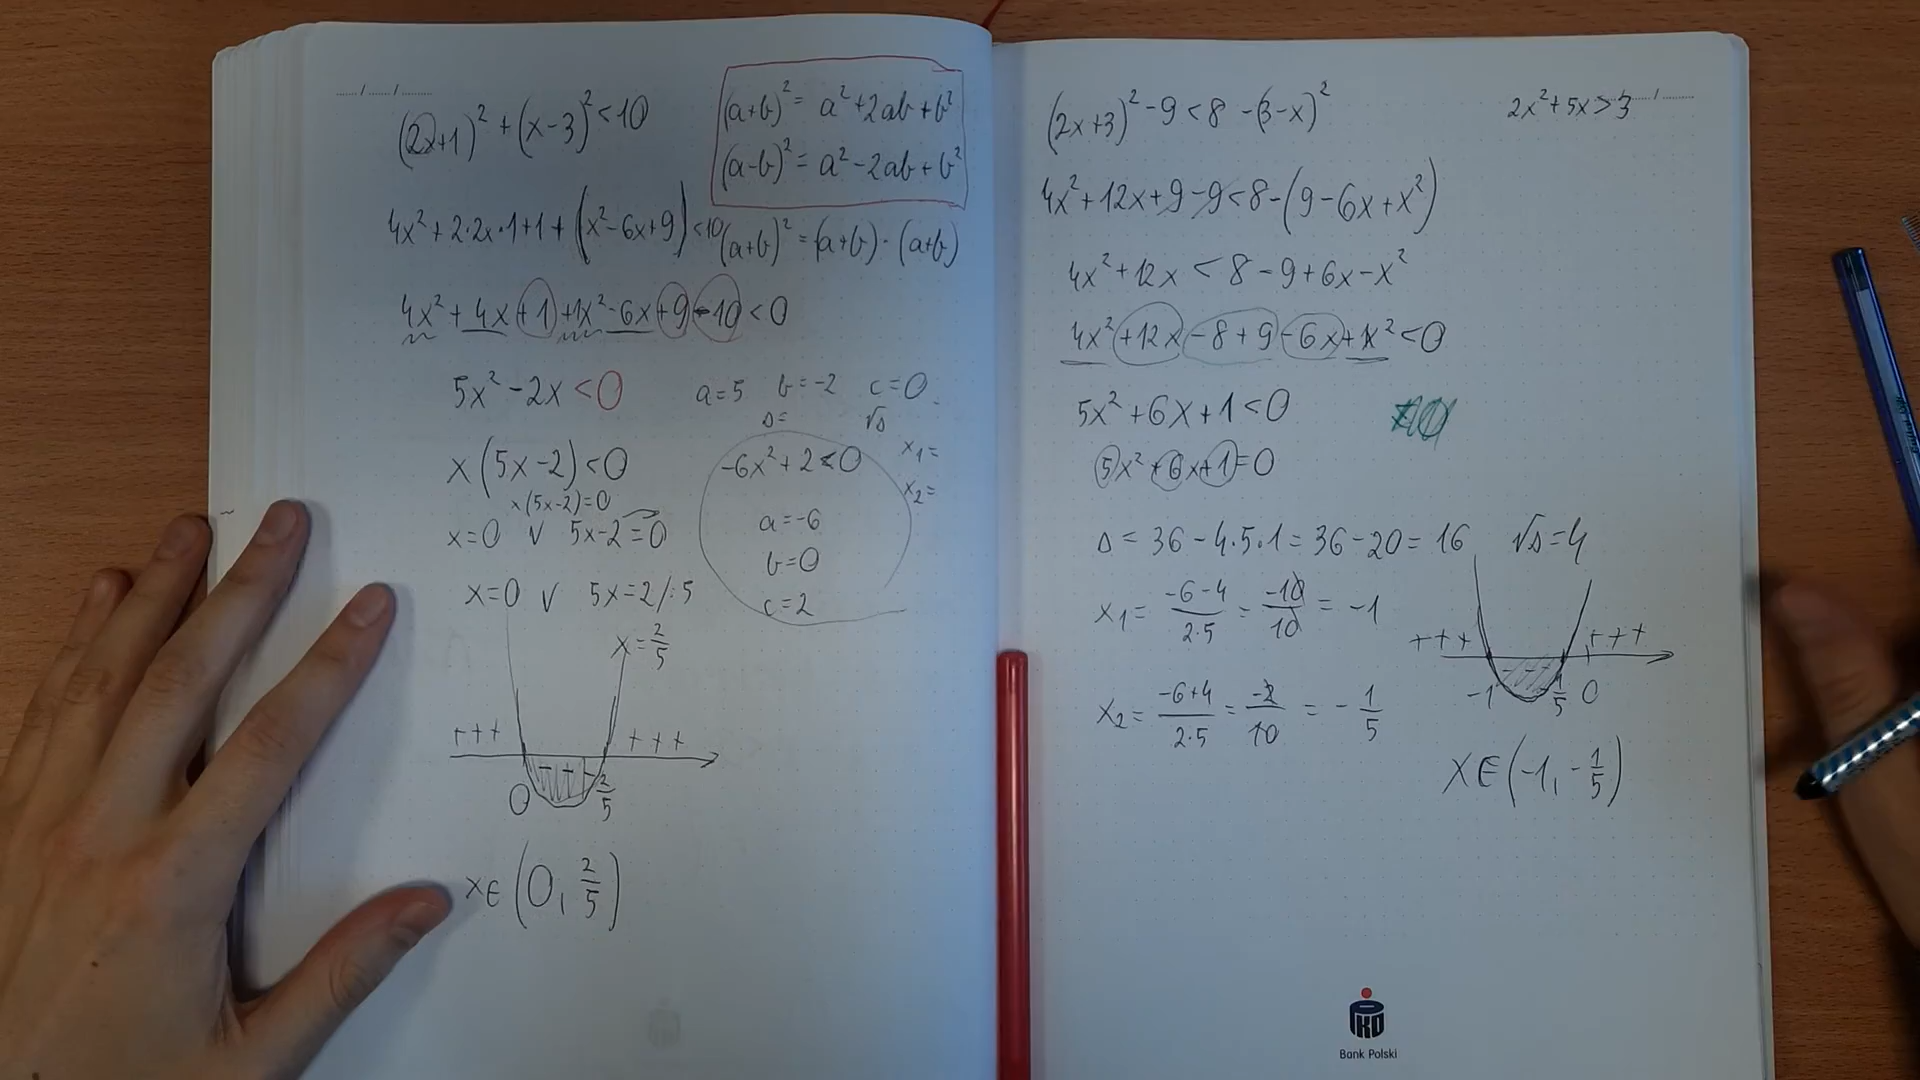 (2x+1)² + (x-3)² < 10
(a+b)² = a² + 2ab + b²
(a-b)² = a² - 2ab + b²
4x² + 2·2x·1+1 + (x² - 6x + 9) < 10
(a+b)² = (a+b) · (a+b)
4x² + 4x + 1 + 1x² - 6x + 9 - 10 < 0
5x² - 2x < 0
a=5 b=-2 c=0
Δ= √Δ
x₁=
x₂=
x(5x-2) < 0
x(5x-2)=0
x=0 ∨ 5x-2=0
x=0 ∨ 5x=2/:5
x=2/5
-6x²+2<0
a=-6
b=0
c=2
+++ --- +++
0 2/5
x∈(0, 2/5)
(2x+3)² - 9 < 8 - (3-x)²
2x²+5x>3
4x²+12x+9-9<8-(9-6x+x²)
4x²+12x < 8-9+6x-x²
4x²+12x-8+9-6x+1x²<0
5x²+6x+1<0
5x²+6x+1=0
Δ = 36-4·5·1 = 36-20 = 16 √Δ=4
x₁ = -6-4/2·5 = -10/10 = -1
x₂ = -6+4/2·5 = -2/10 = -1/5
+++ --- +++
-1 -1/5 0
x∈(-1, -1/5)
PKO
Bank Polski